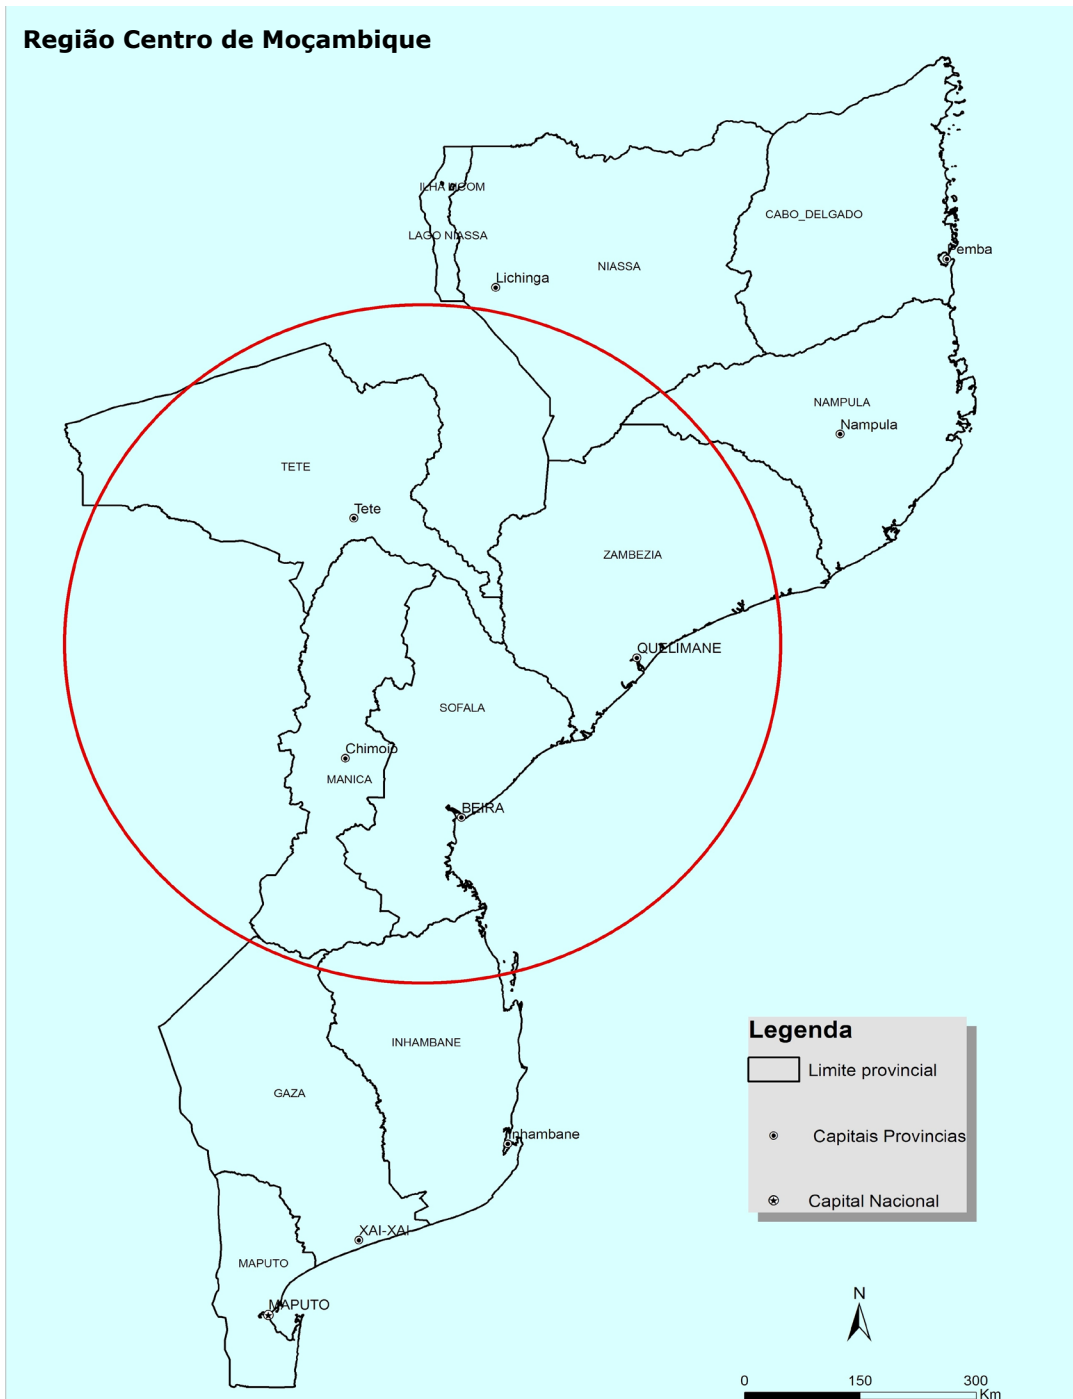 Região Centro de Moçambique
ILHA LICOM
CABO_DELGADO
LAGO NIASSA
Pemba
NIASSA
Lichinga
NAMPULA
Nampula
TETE
Tete
ZAMBEZIA
QUELIMANE
SOFALA
Chimoio
MANICA
BEIRA
Legenda
INHAMBANE
Limite provincial
GAZA
Inhambane
Capitais Provincias
Capital Nacional
XAI-XAI
MAPUTO
MAPUTO
N
0 150 300
Km